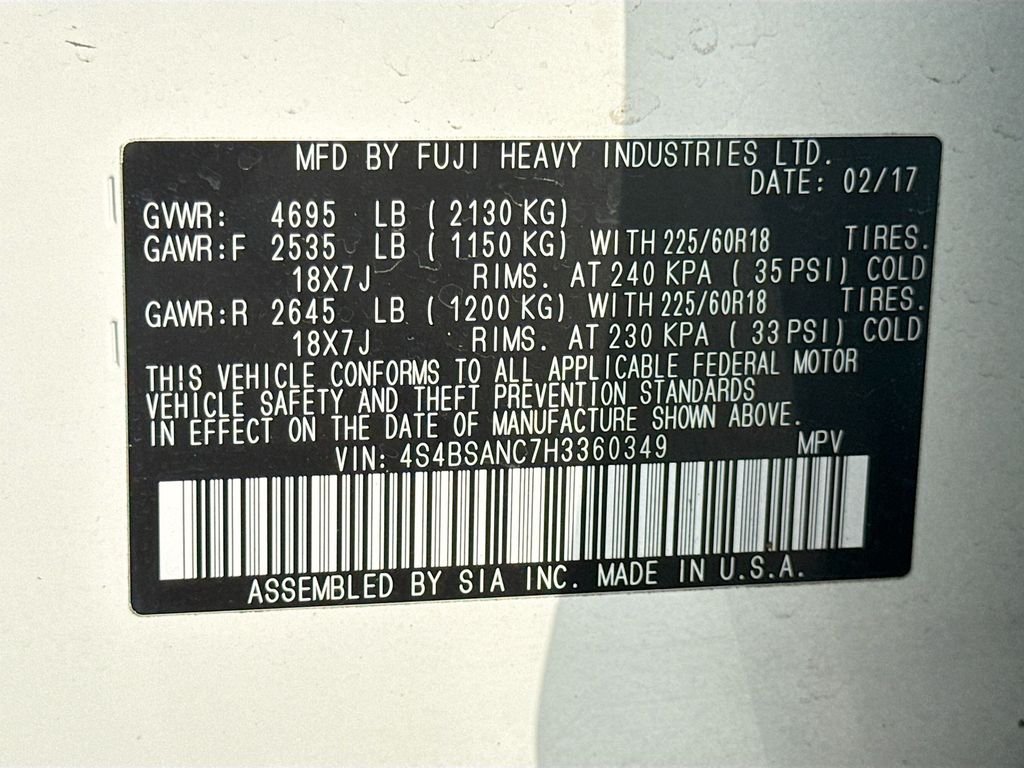 MFD BY FUJI HEAVY INDUSTRIES LTD.
DATE: 02/17
GVWR: 4695 LB ( 2130 KG)
GAWR:F 2535 LB ( 1150 KG) WITH 225/60R18 TIRES.
18X7J RIMS. AT 240 KPA ( 35 PSI) COLD
GAWR:R 2645 LB ( 1200 KG) WITH 225/60R18 TIRES.
18X7J RIMS. AT 230 KPA ( 33 PSI) COLD
THIS VEHICLE CONFORMS TO ALL APPLICABLE FEDERAL MOTOR
VEHICLE SAFETY AND THEFT PREVENTION STANDARDS
IN EFFECT ON THE DATE OF MANUFACTURE SHOWN ABOVE.
VIN: 4S4BSANC7H3360349 MPV
ASSEMBLED BY SIA INC. MADE IN U.S.A.